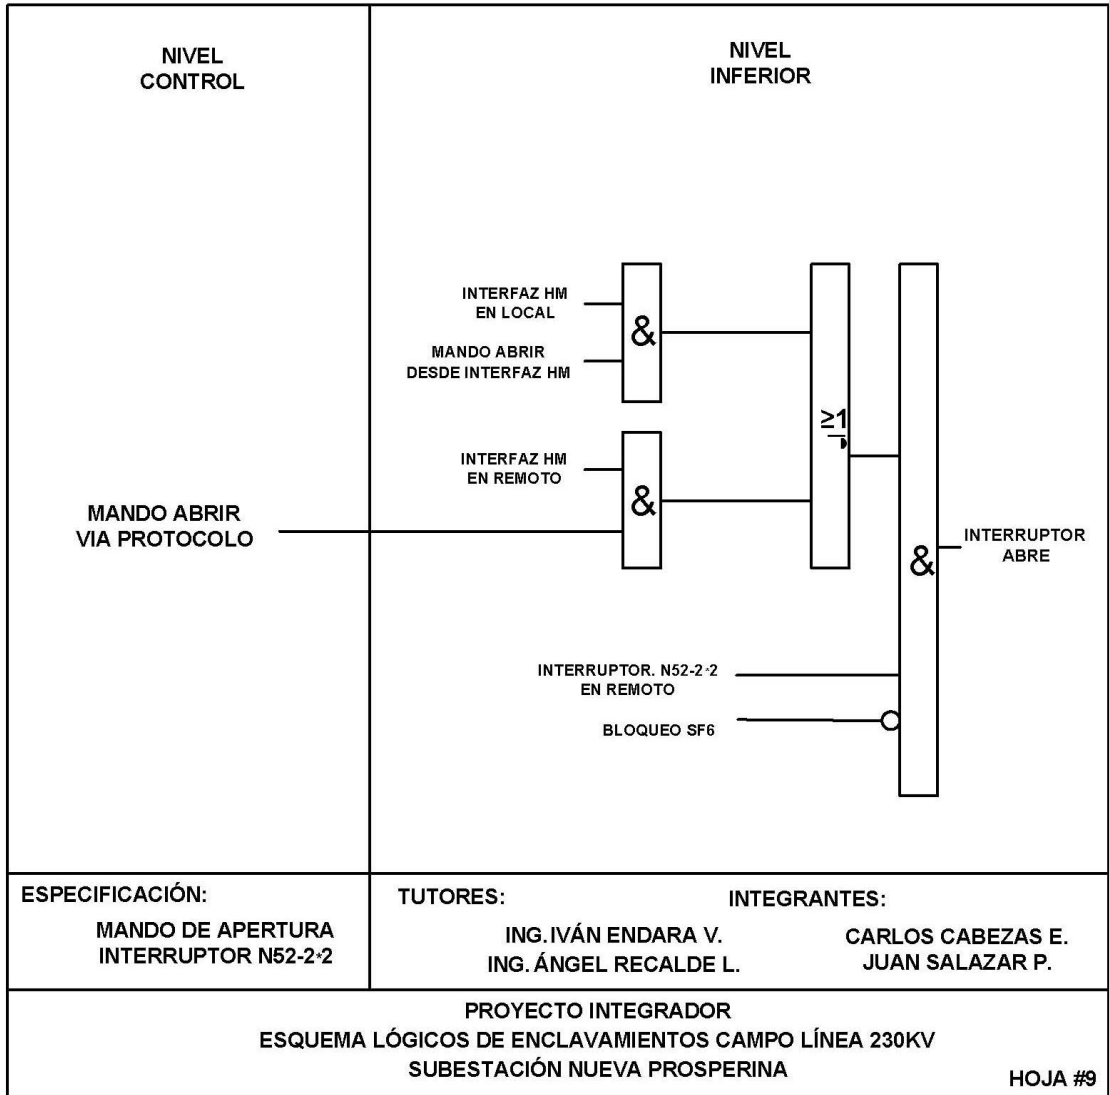 NIVEL
CONTROL
NIVEL
INFERIOR
INTERFAZ HM
EN LOCAL
&
MANDO ABRIR
DESDE INTERFAZ HM
≥1
INTERFAZ HM
EN REMOTO
&
MANDO ABRIR
VIA PROTOCOLO
INTERRUPTOR
ABRE
&
INTERRUPTOR. N52-2*2
EN REMOTO
BLOQUEO SF6
ESPECIFICACIÓN:
MANDO DE APERTURA
INTERRUPTOR N52-2*2
TUTORES:
ING.IVÁN ENDARA V.
ING. ÁNGEL RECALDE L.
INTEGRANTES:
CARLOS CABEZAS E.
JUAN SALAZAR P.
PROYECTO INTEGRADOR
ESQUEMA LÓGICOS DE ENCLAVAMIENTOS CAMPO LÍNEA 230KV
SUBESTACIÓN NUEVA PROSPERINA
HOJA #9